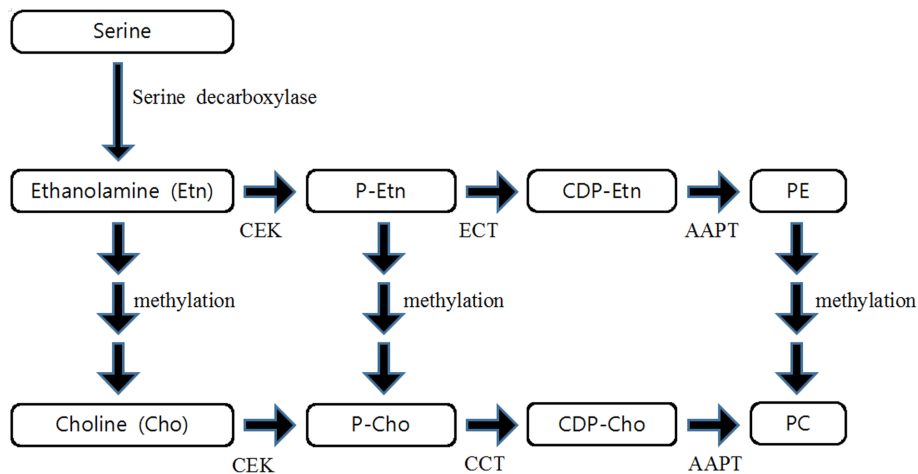 Serine
Serine decarboxylase
Ethanolamine (Etn)
P-Etn
CDP-Etn
PE
CEK
ECT
AAPT
methylation
methylation
methylation
Choline (Cho)
P-Cho
CDP-Cho
PC
CEK
CCT
AAPT